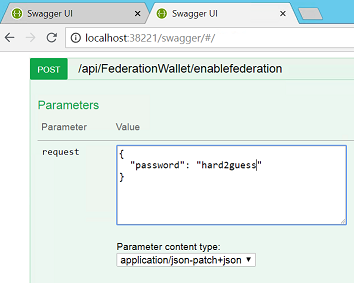 Swagger UI
Swagger UI
localhost:38221/swagger/#/
POST /api/FederationWallet/enablefederation
Parameters
Parameter Value
request
{
"password": "hard2guess"
}
Parameter content type:
application/json-patch+json